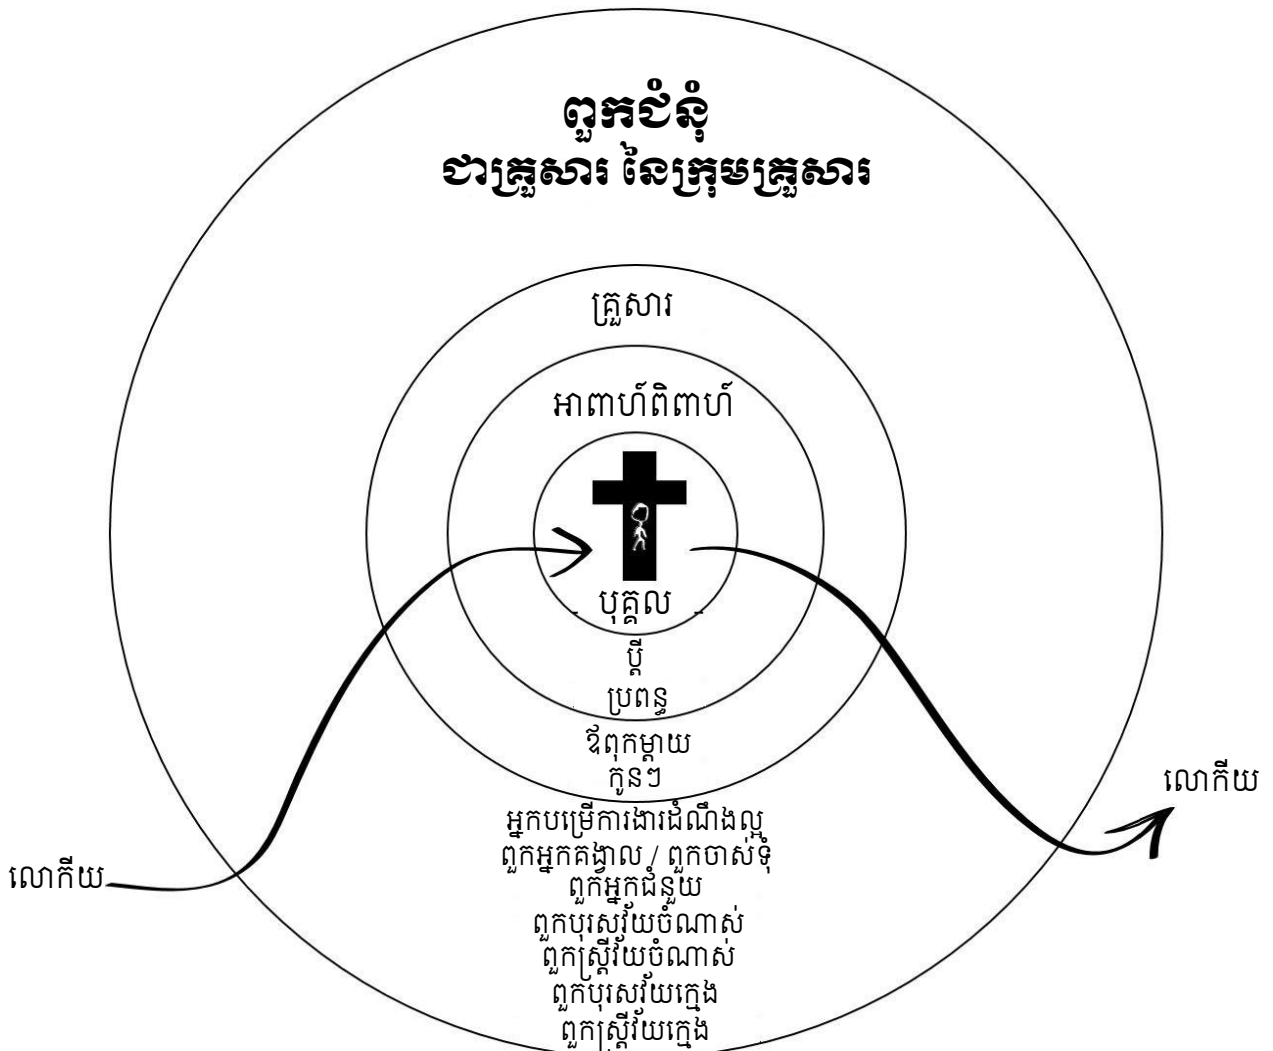 ពួកជំនុំ
ជាគ្រួសារ នៃក្រុមគ្រួសារ
គ្រួសារ
អាពាហ៍ពិពាហ៍
បុគ្គល
ប្តី
ប្រពន្ធ
ឪពុកម្តាយ
កូនៗ
លោកីយ
អ្នកបម្រើការងារដំណឹងល្អ
ពួកអ្នកគង្វាល / ពួកចាស់ទុំ
លោកីយ
ពួកអ្នកជំនួយ
ពួកបុរសវ័យចំណាស់
ពួកស្ត្រីវ័យចំណាស់
ពួកបុរសវ័យក្មេង
ពួកស្ត្រីវ័យក្មេង